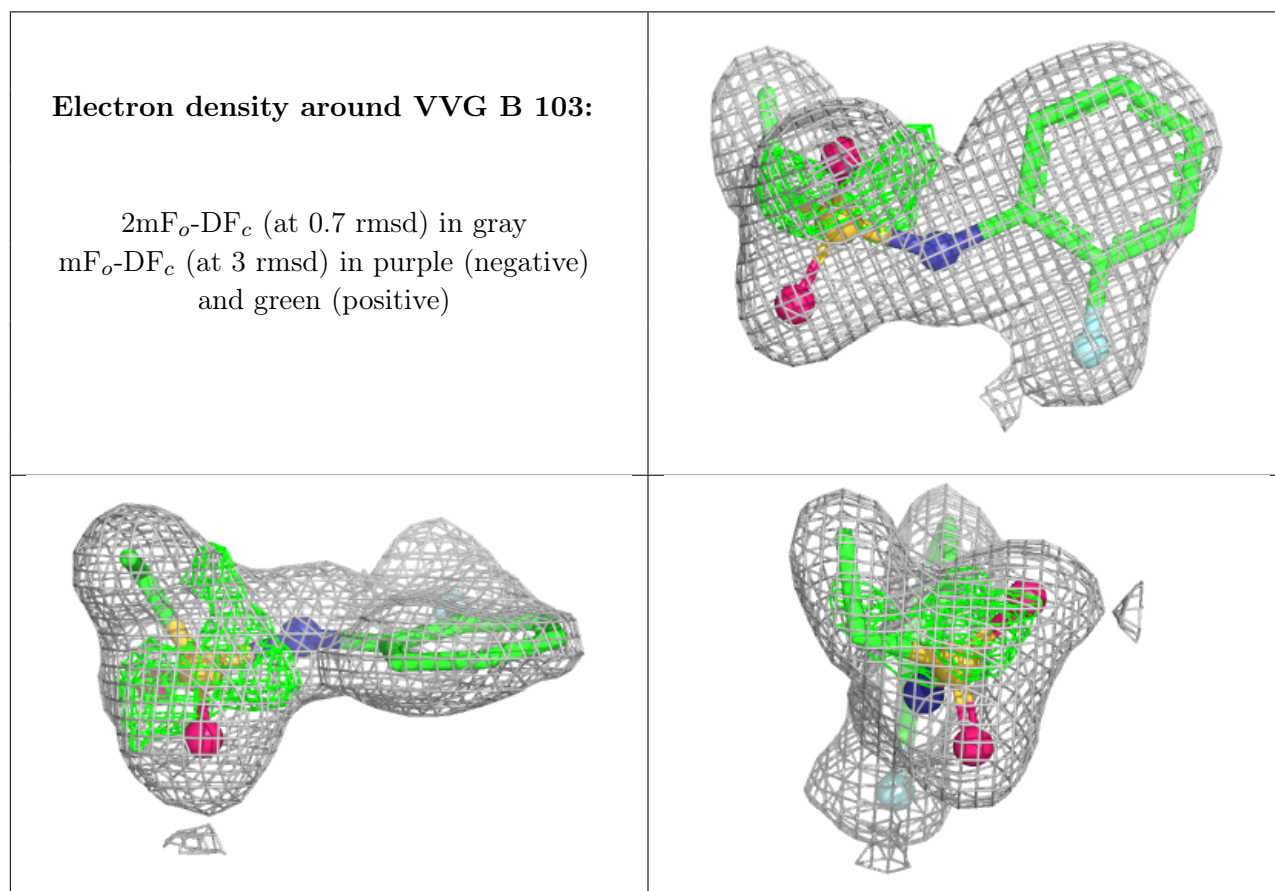 Electron density around VVG B 103:
2mFo-DFc (at 0.7 rmsd) in gray
mFo-DFc (at 3 rmsd) in purple (negative)
and green (positive)